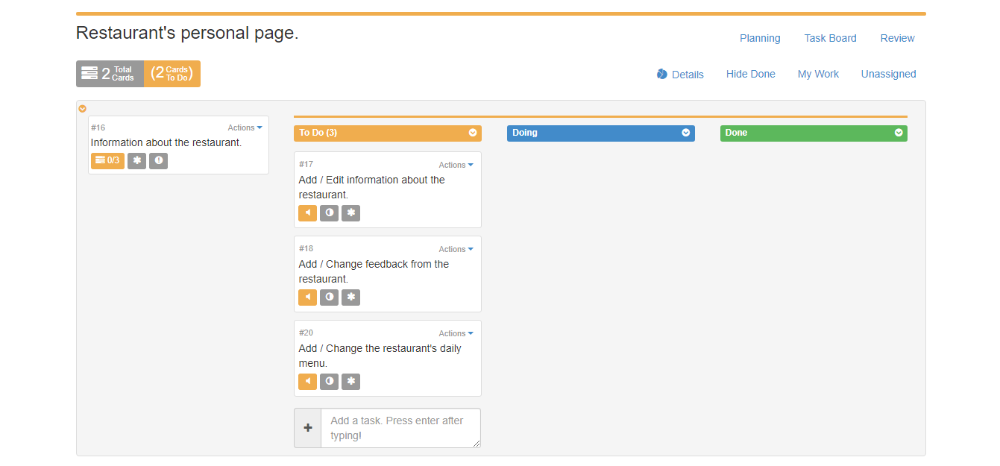 Restaurant's personal page.
Planning Task Board Review
2 Total Cards (2 Cards To Do)
Details Hide Done My Work Unassigned
#16 Actions
Information about the restaurant.
0/3
To Do (3)
Doing
Done
#17 Actions
Add / Edit information about the
restaurant.
#18 Actions
Add / Change feedback from the
restaurant.
#20 Actions
Add / Change the restaurant's daily
menu.
+ Add a task. Press enter after
typing!